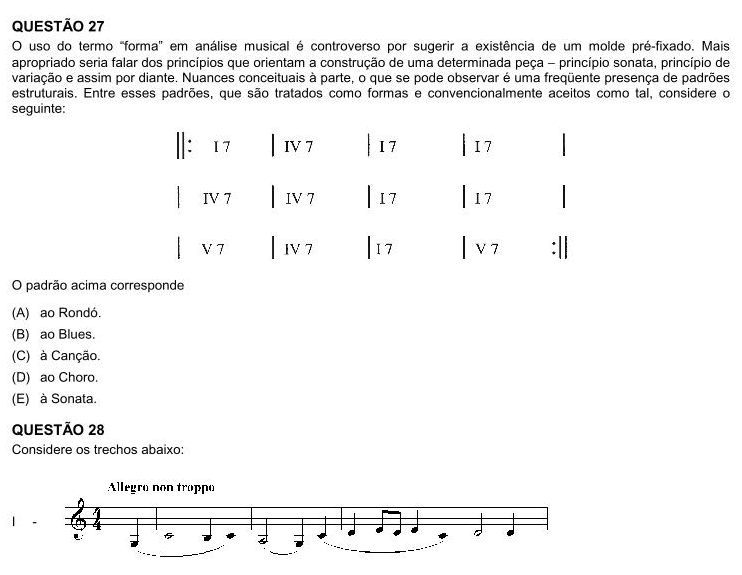 QUESTÃO 27
O uso do termo “forma” em análise musical é controverso por sugerir a existência de um molde pré-fixado. Mais
apropriado seria falar dos princípios que orientam a construção de uma determinada peça – princípio sonata, princípio de
variação e assim por diante. Nuances conceituais à parte, o que se pode observar é uma freqüente presença de padrões
estruturais. Entre esses padrões, que são tratados como formas e convencionalmente aceitos como tal, considere o
seguinte:
I 7 IV 7 I 7 I 7
IV 7 IV 7 I 7 I 7
V 7 IV 7 I 7 V 7
O padrão acima corresponde
(A) ao Rondó.
(B) ao Blues.
(C) à Canção.
(D) ao Choro.
(E) à Sonata.
QUESTÃO 28
Considere os trechos abaixo:
Allegro non troppo
I - 4/4